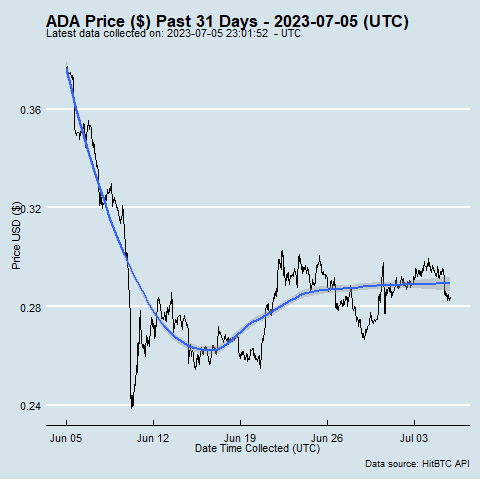 ADA Price ($) Past 31 Days - 2023-07-05 (UTC)
Latest data collected on: 2023-07-05 23:01:52 - UTC
Price USD ($)
0.36
0.32
0.28
0.24
Jun 05 Jun 12 Jun 19 Jun 26 Jul 03
Date Time Collected (UTC)
Data source: HitBTC API